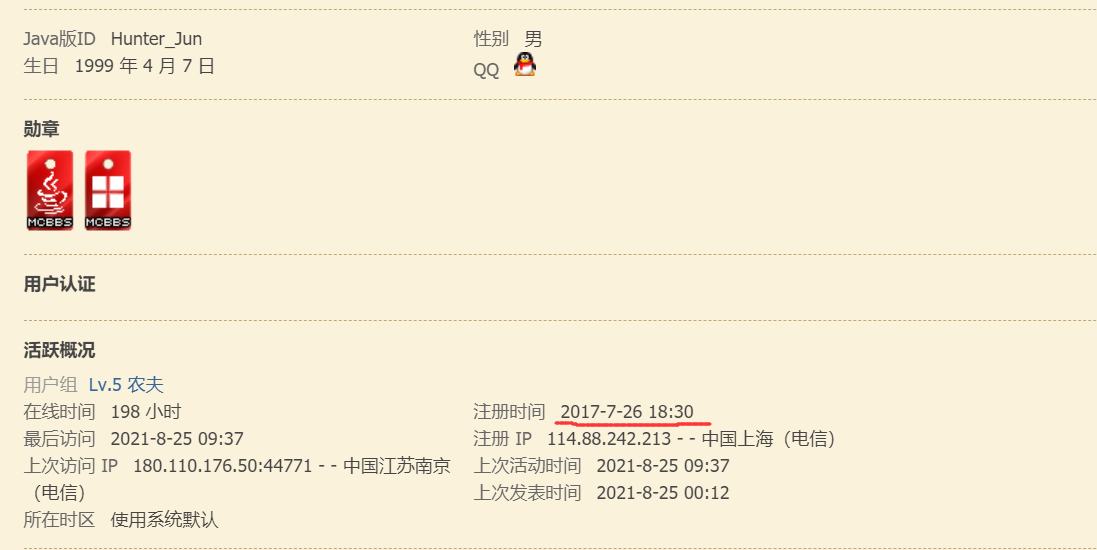 Java版ID Hunter_Jun 性别 男
生日 1999 年 4 月 7 日 QQ
勋章
MCBBS MCBBS
用户认证
活跃概况
用户组 Lv.5 农夫
在线时间 198 小时 注册时间 2017-7-26 18:30
最后访问 2021-8-25 09:37 注册 IP 114.88.242.213 - - 中国上海（电信）
上次访问 IP 180.110.176.50:44771 - - 中国江苏南京 上次活动时间 2021-8-25 09:37
（电信） 上次发表时间 2021-8-25 00:12
所在时区 使用系统默认